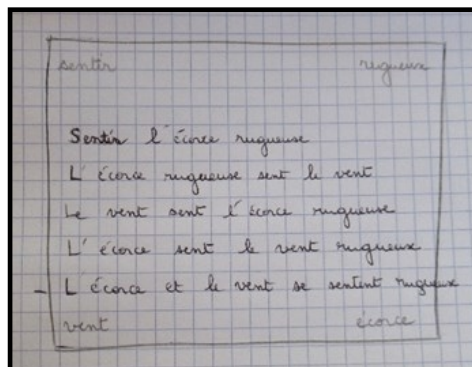 sentir rugueux
Sentir l'écorce rugueuse
L'écorce rugueuse sent le vent
Le vent sent l'écorce rugueuse
L'écorce sent le vent rugueux
- L écorce et le vent se sentent rugueux
vent écorce